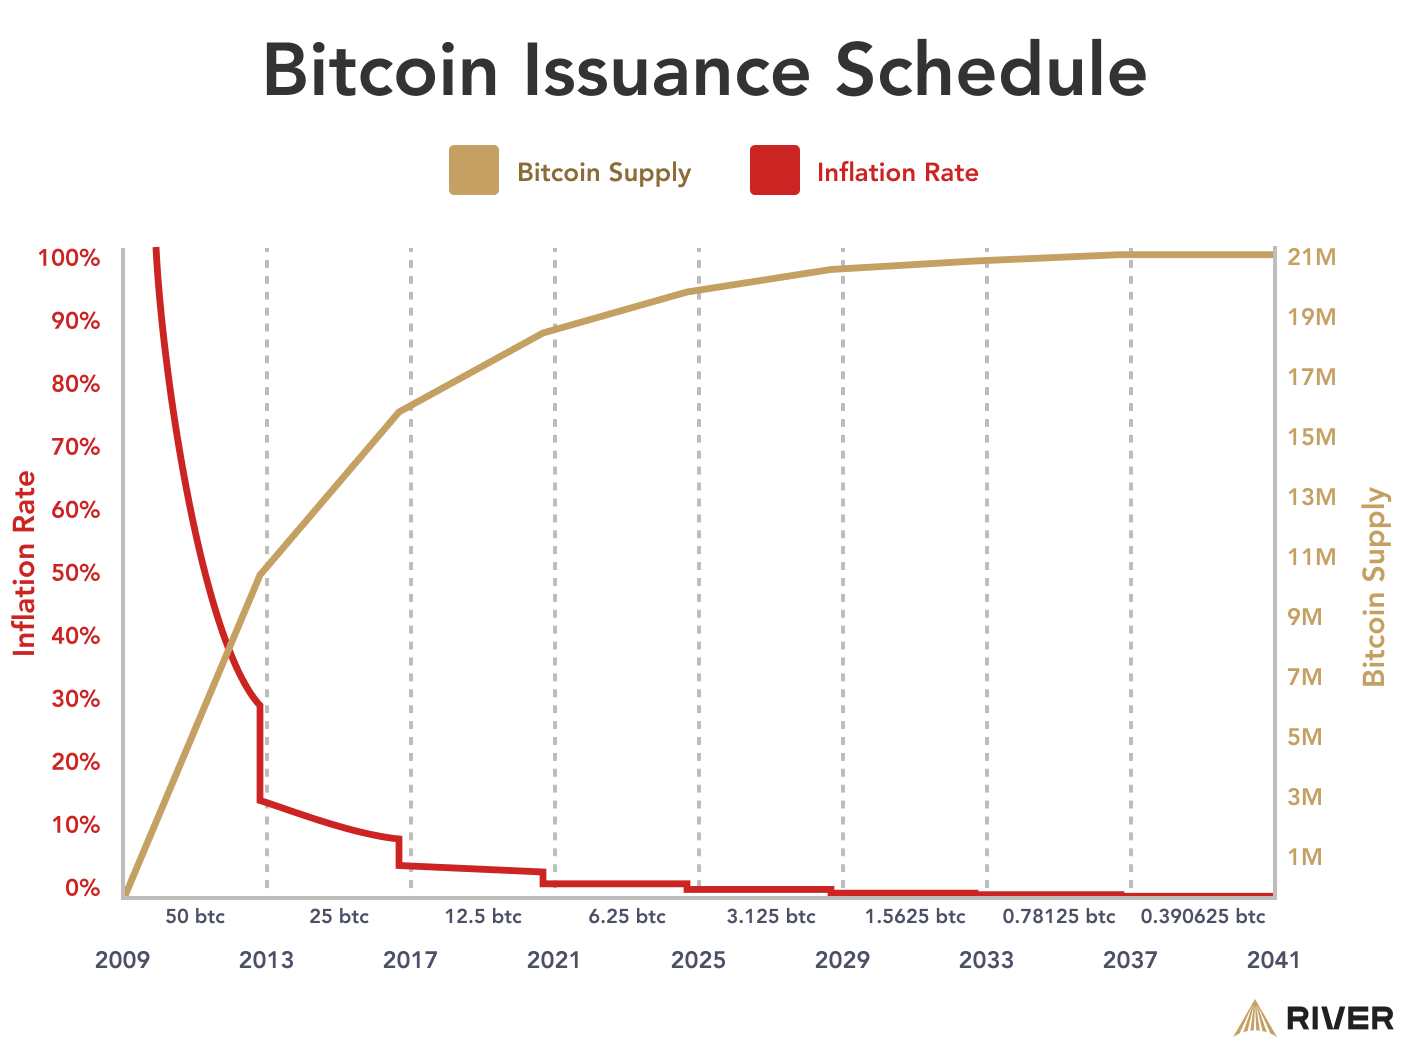 Bitcoin Issuance Schedule
Bitcoin Supply
Inflation Rate
Inflation Rate
100%
90%
80%
70%
60%
50%
40%
30%
20%
10%
0%
21M
19M
17M
15M
13M
11M
9M
7M
5M
3M
1M
Bitcoin Supply
50 btc 25 btc 12.5 btc 6.25 btc 3.125 btc 1.5625 btc 0.78125 btc 0.390625 btc
2009 2013 2017 2021 2025 2029 2033 2037 2041
RIVER